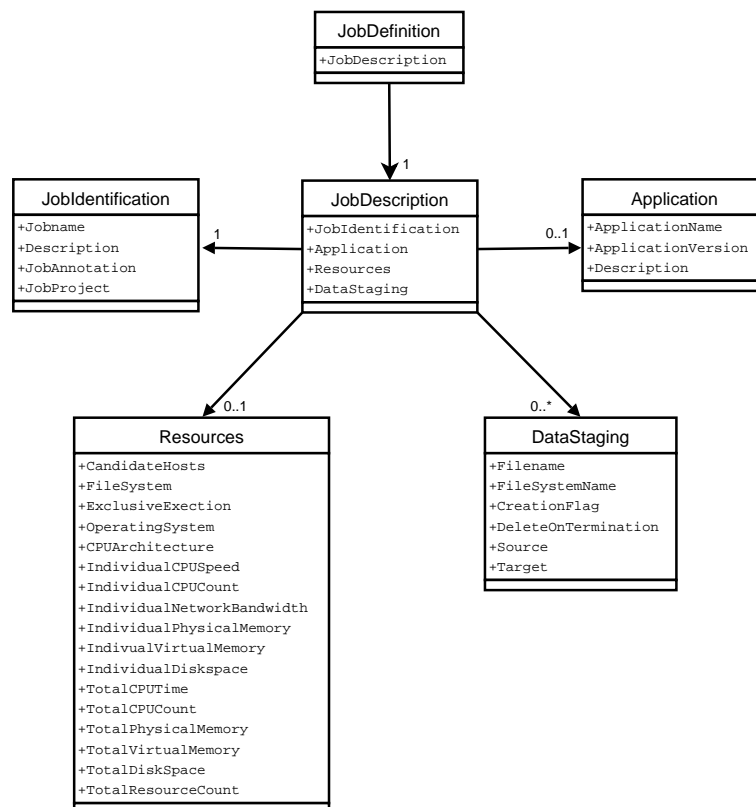 JobDefinition
+JobDescription
1
JobIdentification
+Jobname
+Description
+JobAnnotation
+JobProject
1
JobDescription
+JobIdentification
+Application
+Resources
+DataStaging
0..1
Application
+ApplicationName
+ApplicationVersion
+Description
0..1
Resources
+CandidateHosts
+FileSystem
+ExclusiveExection
+OperatingSystem
+CPUArchitecture
+IndividualCPUSpeed
+IndividualCPUCount
+IndividualNetworkBandwidth
+IndividualPhysicalMemory
+IndivualVirtualMemory
+IndividualDiskspace
+TotalCPUTime
+TotalCPUCount
+TotalPhysicalMemory
+TotalVirtualMemory
+TotalDiskSpace
+TotalResourceCount
0..*
DataStaging
+Filename
+FileSystemName
+CreationFlag
+DeleteOnTermination
+Source
+Target